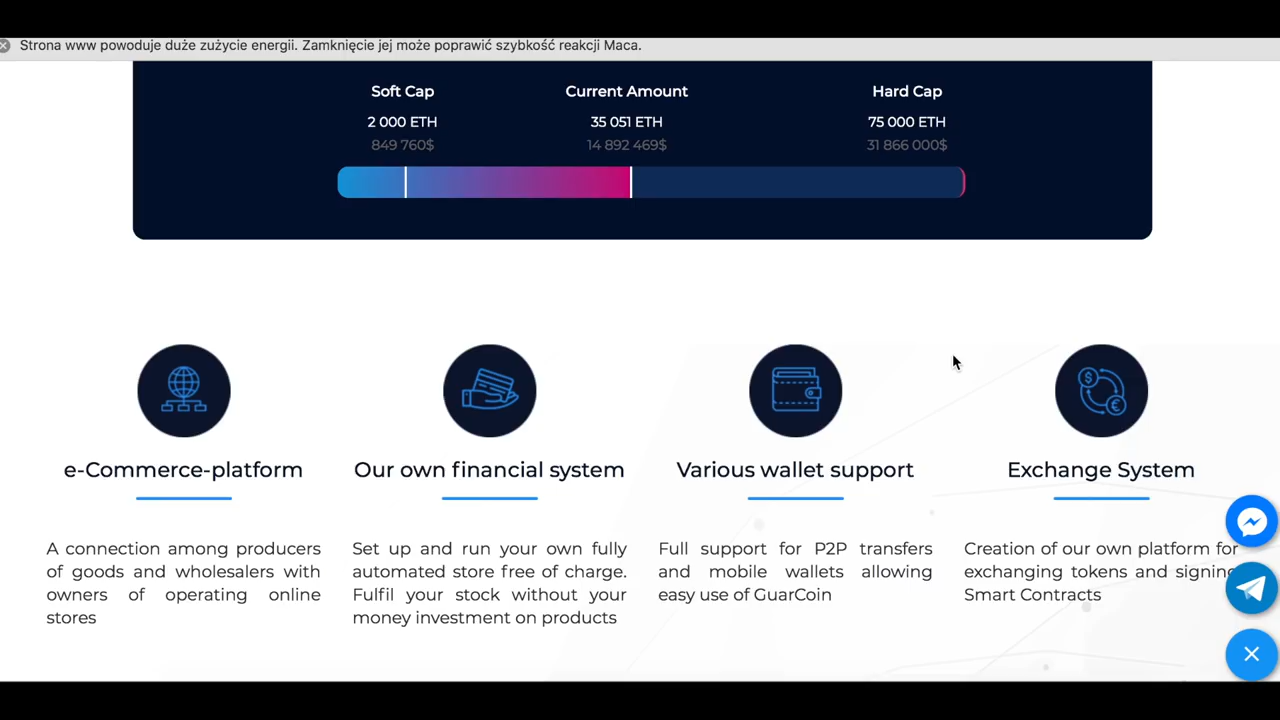 Strona www powoduje duże zużycie energii. Zamknięcie jej może poprawić szybkość reakcji Maca.
Soft Cap Current Amount Hard Cap
2 000 ETH 35 051 ETH 75 000 ETH
849 760$ 14 892 469$ 31 866 000$
e-Commerce-platform Our own financial system Various wallet support Exchange System
A connection among producers
of goods and wholesalers with
owners of operating online
stores
Set up and run your own fully
automated store free of charge.
Fulfil your stock without your
money investment on products
Full support for P2P transfers
and mobile wallets allowing
easy use of GuarCoin
Creation of our own platform for
exchanging tokens and signing
Smart Contracts